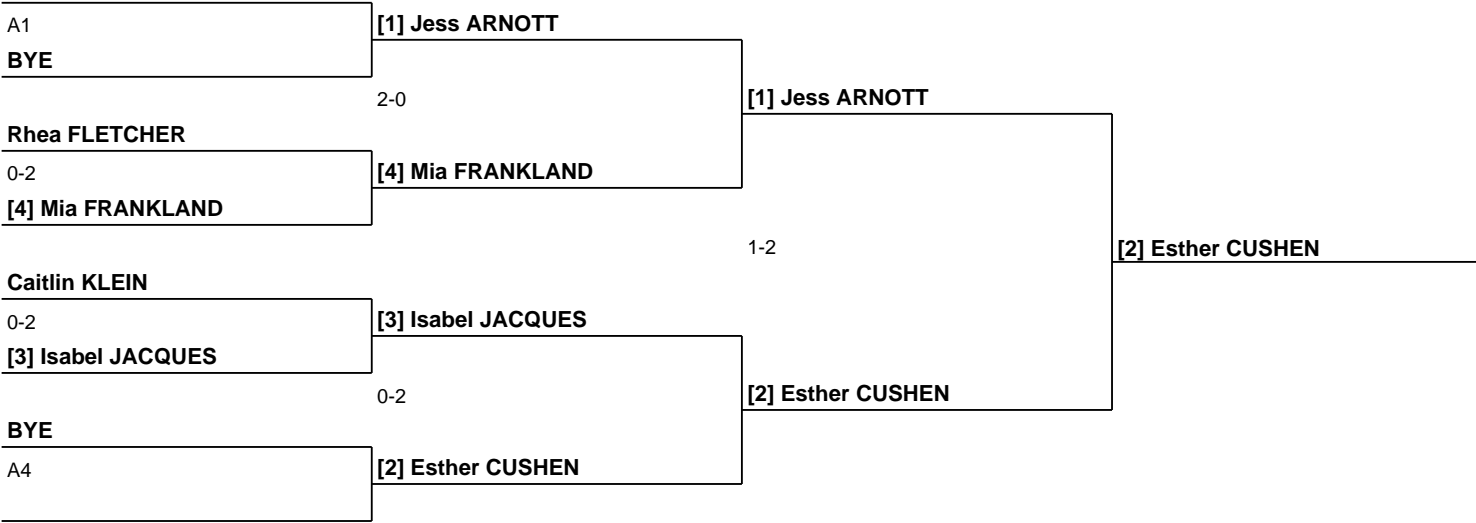 A1
BYE
Rhea FLETCHER
0-2
[4] Mia FRANKLAND
Caitlin KLEIN
0-2
[3] Isabel JACQUES
BYE
A4
[1] Jess ARNOTT
2-0
[4] Mia FRANKLAND
[3] Isabel JACQUES
0-2
[2] Esther CUSHEN
[1] Jess ARNOTT
1-2
[2] Esther CUSHEN
[2] Esther CUSHEN